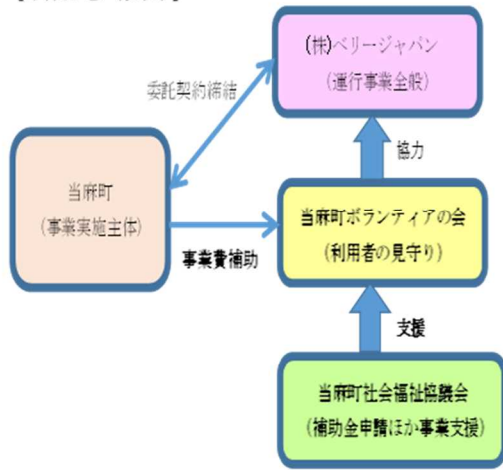 (株)ベリージャパン
(運行事業全般)
委託契約締結
協力
当麻町
(事業実施主体)
当麻町ボランティアの会
(利用者の見守り)
事業費補助
支援
当麻町社会福祉協議会
(補助金申請ほか事業支援)